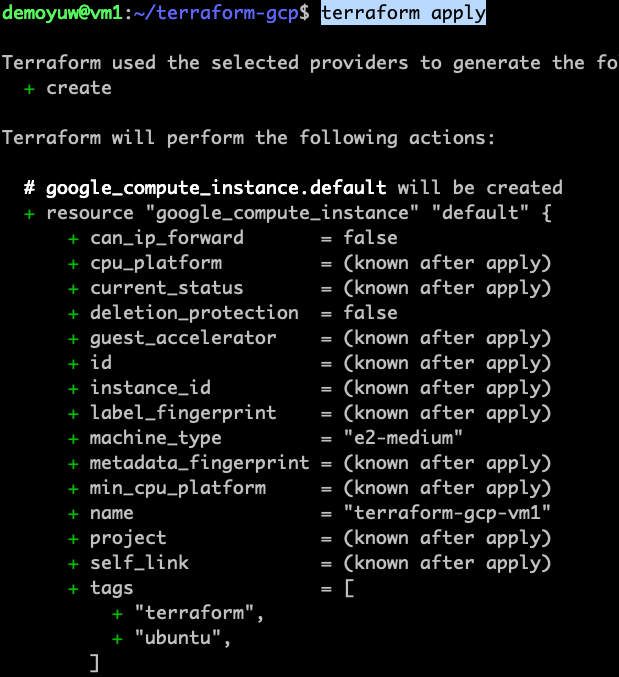 demoyuw@vm1:~/terraform-gcp$ terraform apply
Terraform used the selected providers to generate the fo
+ create
Terraform will perform the following actions:
# google_compute_instance.default will be created
+ resource "google_compute_instance" "default" {
+ can_ip_forward = false
+ cpu_platform = (known after apply)
+ current_status = (known after apply)
+ deletion_protection = false
+ guest_accelerator = (known after apply)
+ id = (known after apply)
+ instance_id = (known after apply)
+ label_fingerprint = (known after apply)
+ machine_type = "e2-medium"
+ metadata_fingerprint = (known after apply)
+ min_cpu_platform = (known after apply)
+ name = "terraform-gcp-vm1"
+ project = (known after apply)
+ self_link = (known after apply)
+ tags = [
+ "terraform",
+ "ubuntu",
]